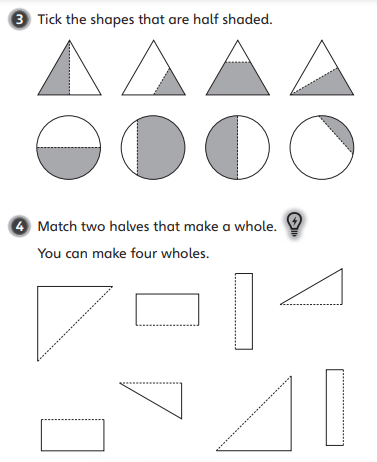 3 Tick the shapes that are half shaded.
4 Match two halves that make a whole.
You can make four wholes.